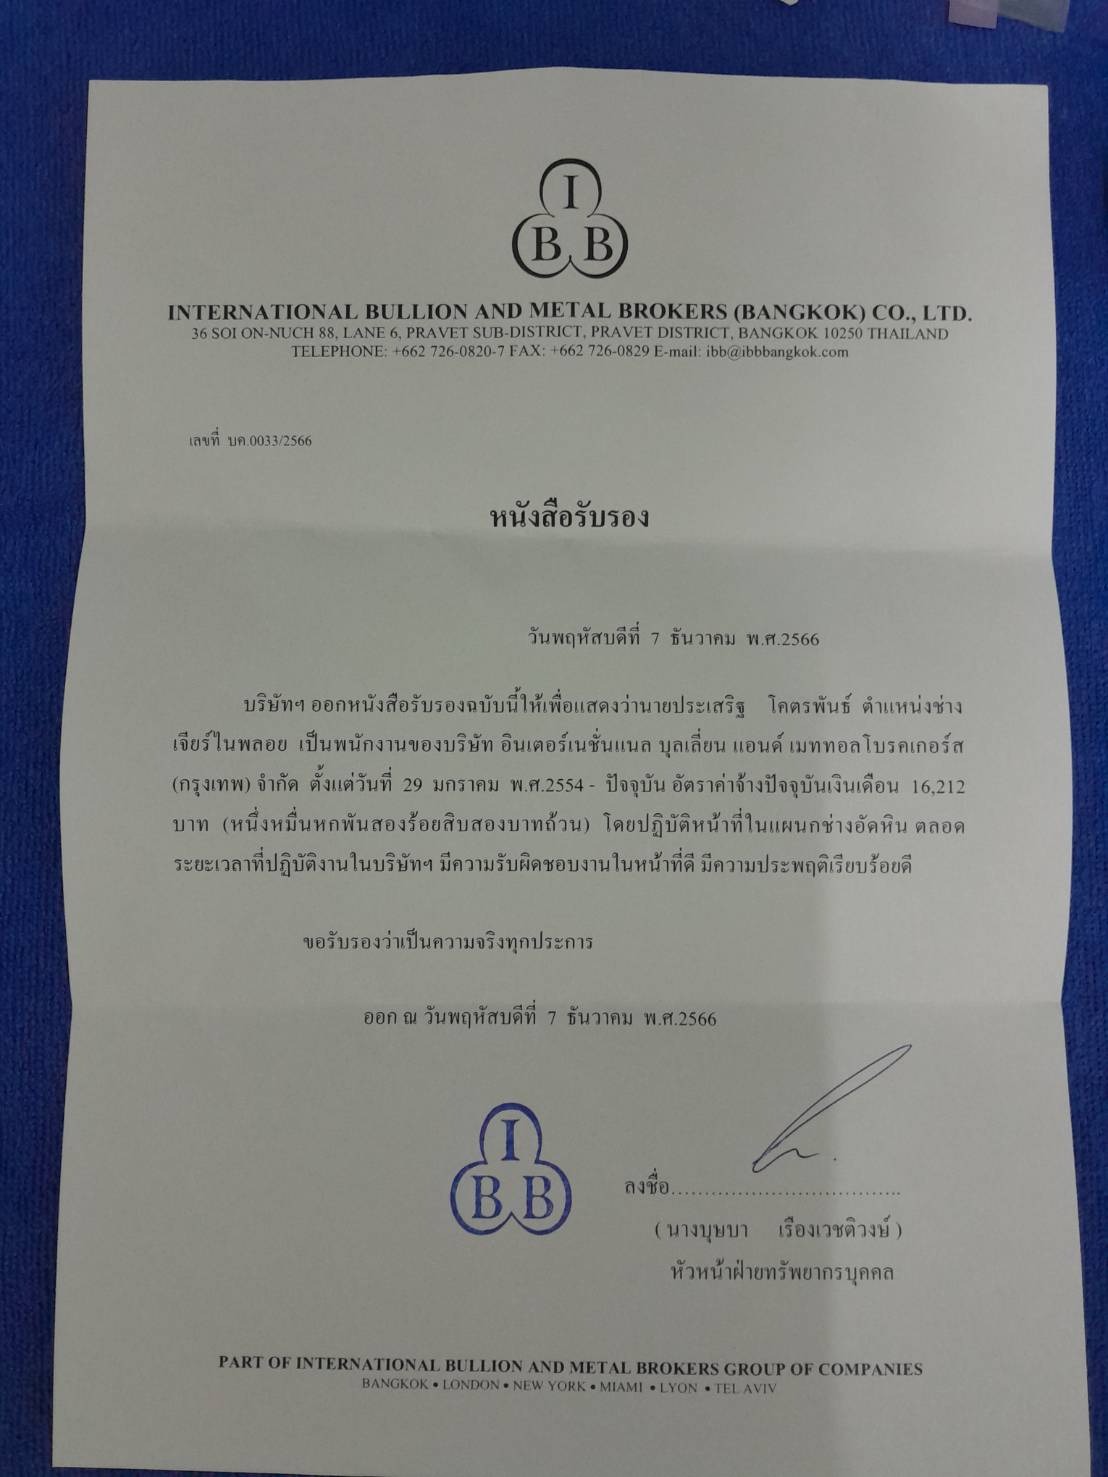 I
B B
INTERNATIONAL BULLION AND METAL BROKERS (BANGKOK) CO., LTD.
36 SOI ON-NUCH 88, LANE 6, PRAVET SUB-DISTRICT, PRAVET DISTRICT, BANGKOK 10250 THAILAND
TELEPHONE: +662 726-0820-7 FAX: +662 726-0829 E-mail: ibb@ibbbangkok.com
เลขที่ บค.0033/2566
หนังสือรับรอง
วันพฤหัสบดีที่ 7 ธันวาคม พ.ศ.2566
บริษัทฯ ออกหนังสือรับรองฉบับนี้ให้เพื่อแสดงว่านายประเสริฐ โคตรพันธ์ ตำแหน่งช่าง
เจียร์ไนพลอย เป็นพนักงานของบริษัท อินเตอร์เนชั่นแนล บุลเลี่ยน แอนด์ เมททอลโบรคเกอร์ส
(กรุงเทพ) จำกัด ตั้งแต่วันที่ 29 มกราคม พ.ศ.2554 - ปัจจุบัน อัตราค่าจ้างปัจจุบันเงินเดือน 16,212
บาท (หนึ่งหมื่นหกพันสองร้อยสิบสองบาทถ้วน) โดยปฏิบัติหน้าที่ในแผนกช่างอัดหิน ตลอด
ระยะเวลาที่ปฏิบัติงานในบริษัทฯ มีความรับผิดชอบงานในหน้าที่ดี มีความประพฤติเรียบร้อยดี
ขอรับรองว่าเป็นความจริงทุกประการ
ออก ณ วันพฤหัสบดีที่ 7 ธันวาคม พ.ศ.2566
I
B B
ลงชื่อ.....................................
( นางบุษบา เรืองเวชติวงษ์ )
หัวหน้าฝ่ายทรัพยากรบุคคล
PART OF INTERNATIONAL BULLION AND METAL BROKERS GROUP OF COMPANIES
BANGKOK • LONDON • NEW YORK • MIAMI • LYON • TEL AVIV